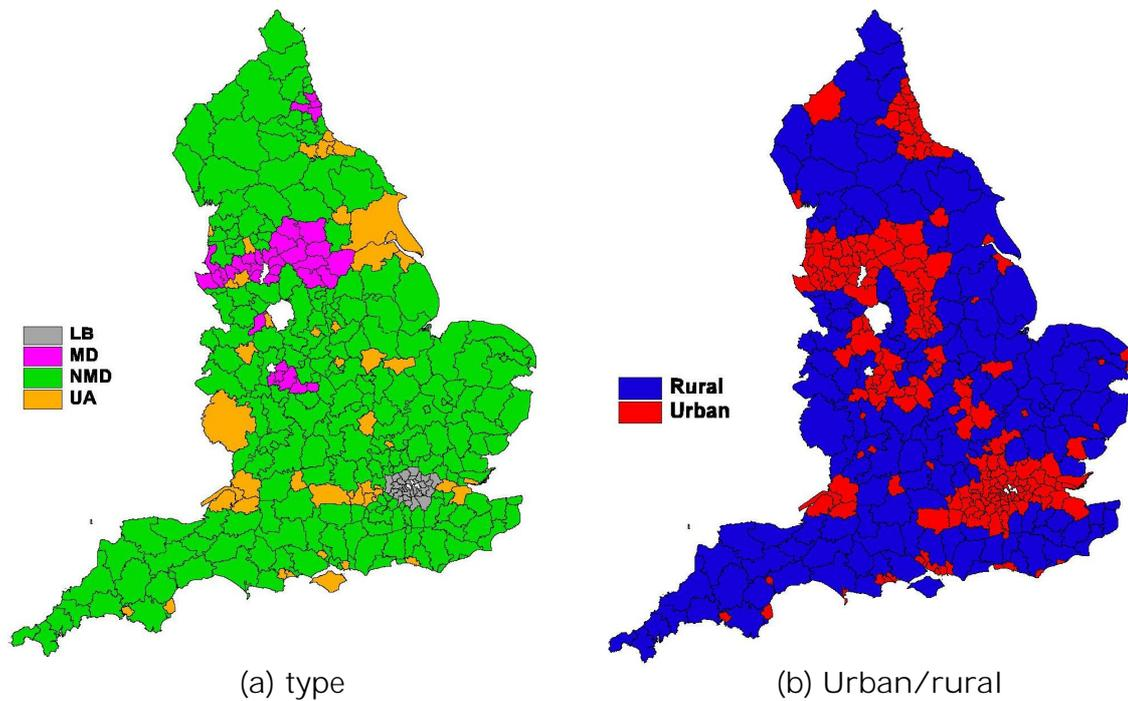 LB
MD
NMD
UA
Rural
Urban
(a) type
(b) Urban/rural